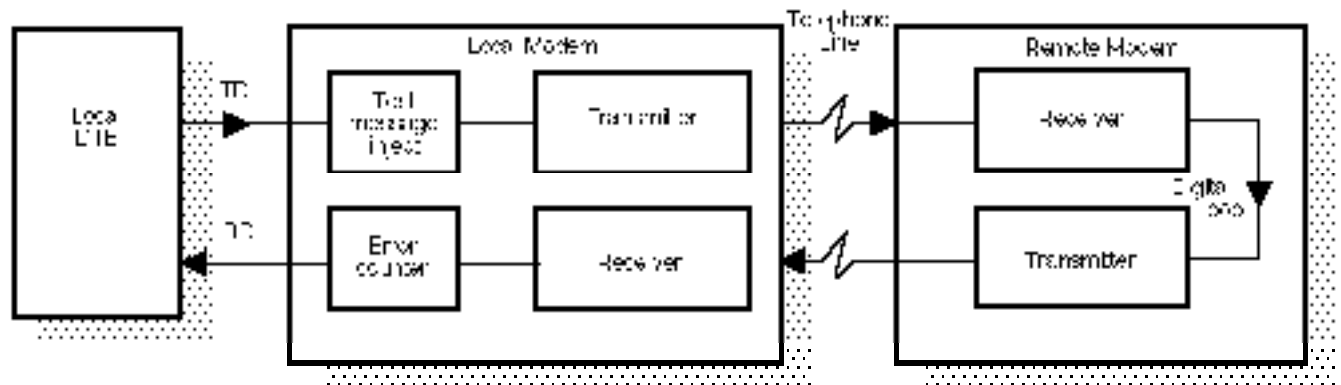 Local Modem
Telephone
Line
Remote Modem
Local
DTE
TD
Test
message
inject
Transmitter
Receiver
Digital
loop
RD
Error
counter
Receiver
Transmitter